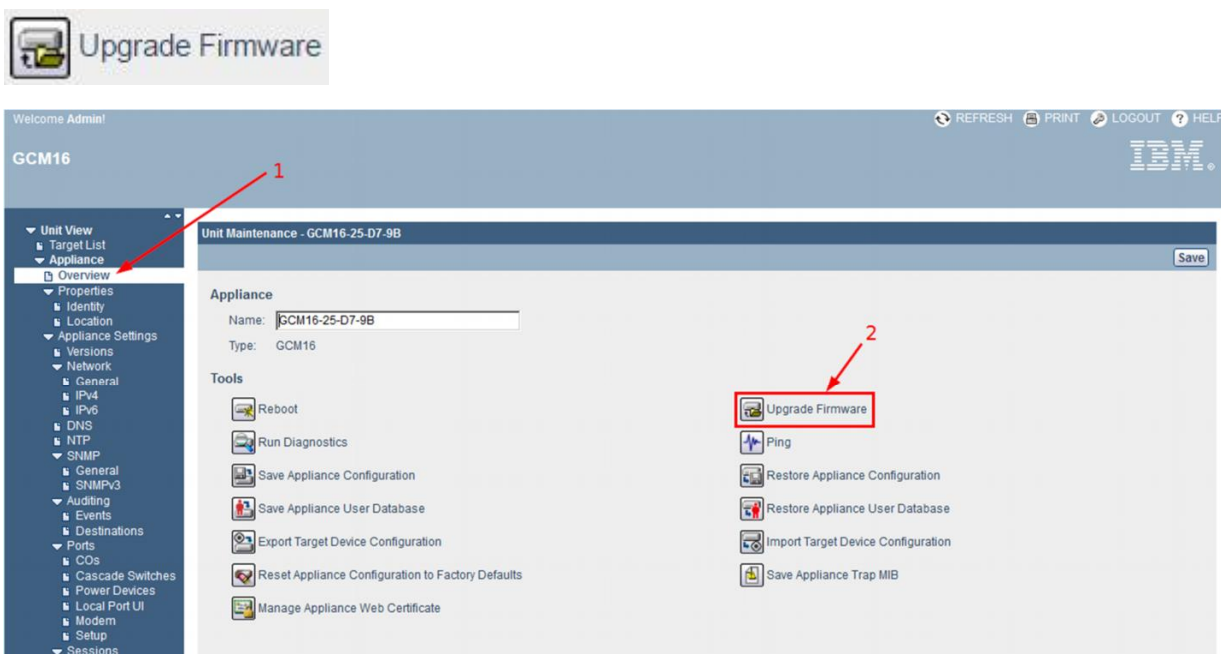 Upgrade Firmware
Welcome Admin!
REFRESH PRINT LOGOUT HELP
GCM16
IBM.
1
Unit View
Target List
Appliance
Overview
Properties
Identity
Location
Appliance Settings
Versions
Network
General
IPv4
IPv6
DNS
NTP
SNMP
General
SNMPv3
Auditing
Events
Destinations
Ports
COs
Cascade Switches
Power Devices
Local Port UI
Modem
Setup
Sessions
Unit Maintenance - GCM16-25-D7-9B
Save
Appliance
Name: GCM16-25-D7-9B
Type: GCM16
2
Tools
Reboot
Upgrade Firmware
Run Diagnostics
Ping
Save Appliance Configuration
Restore Appliance Configuration
Save Appliance User Database
Restore Appliance User Database
Export Target Device Configuration
Import Target Device Configuration
Reset Appliance Configuration to Factory Defaults
Save Appliance Trap MIB
Manage Appliance Web Certificate